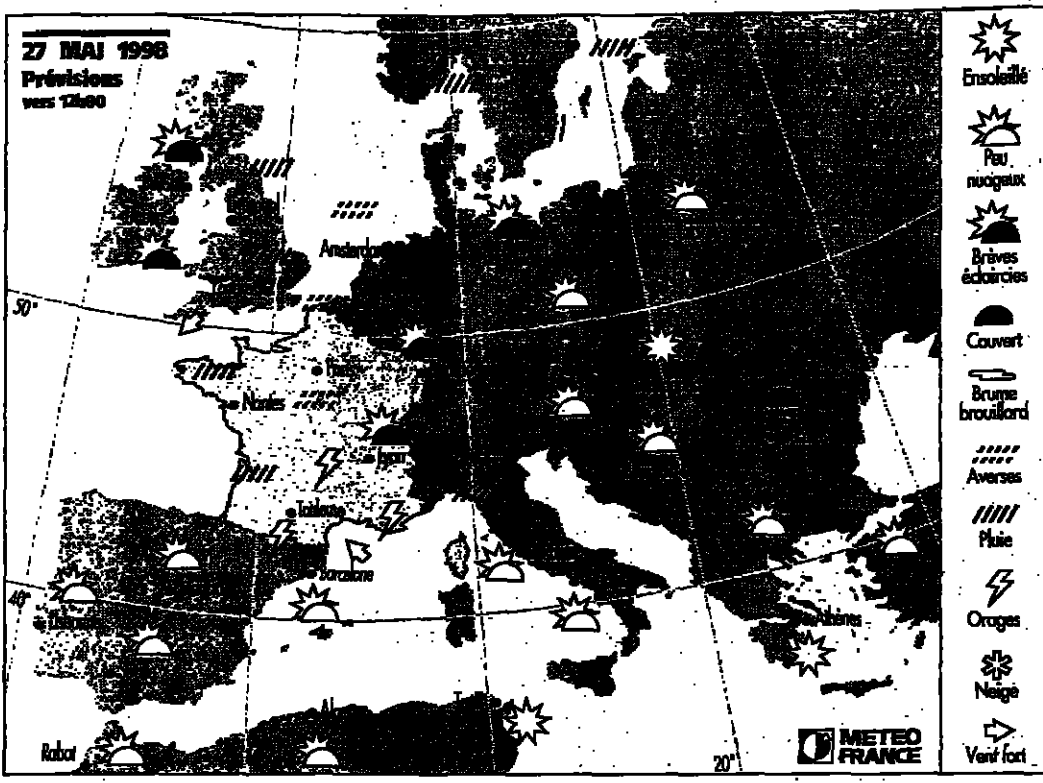 27 MAI 1998
Prévisions
vers 12h00
Amsterdam
50°
Paris
Nantes
Lyon
Toulouse
Barcelone
40°
Athènes
Rabat
20°
METEO
FRANCE
Ensoleillé
Peu
nuageux
Brèves
éclaircies
Couvert
Brume
brouillard
Averses
Pluie
Orages
Neige
Vent fort